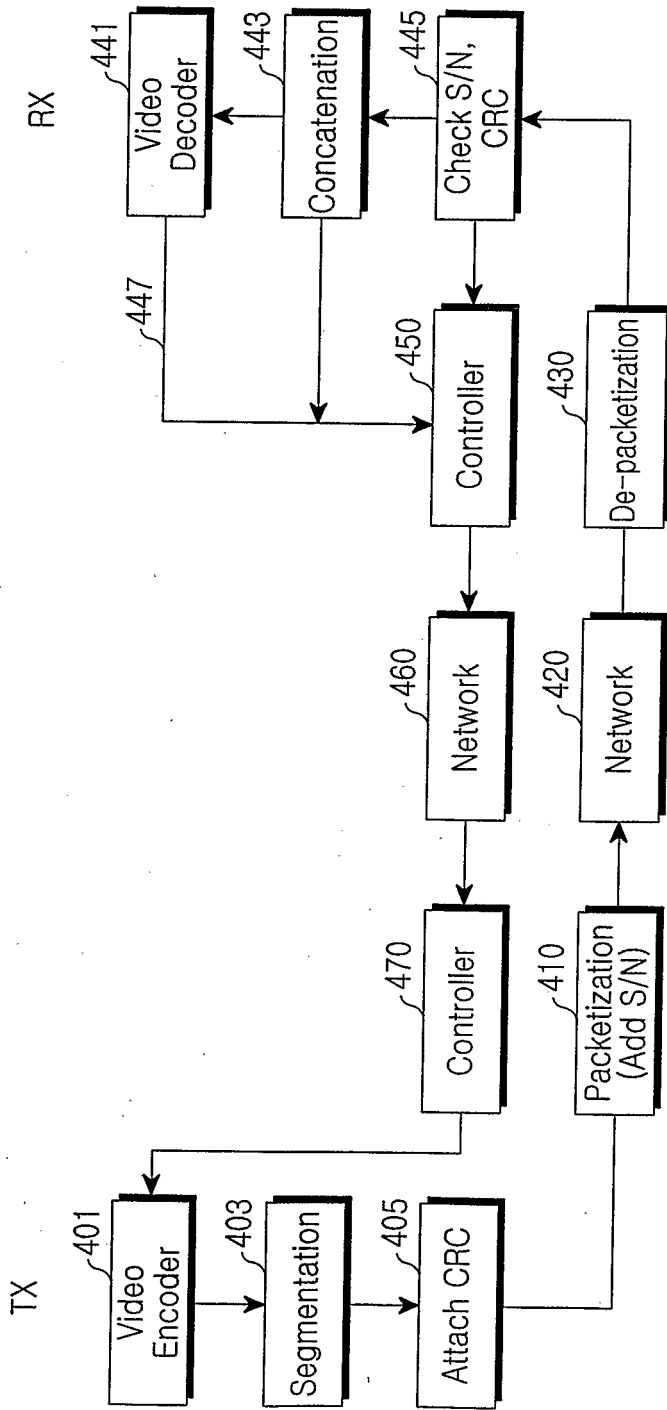 TX
RX
401
Video
Encoder
403
Segmentation
405
Attach CRC
410
Packetization
(Add S/N)
420
Network
430
De-packetization
441
Video
Decoder
443
Concatenation
445
Check S/N,
CRC
447
450
Controller
460
Network
470
Controller